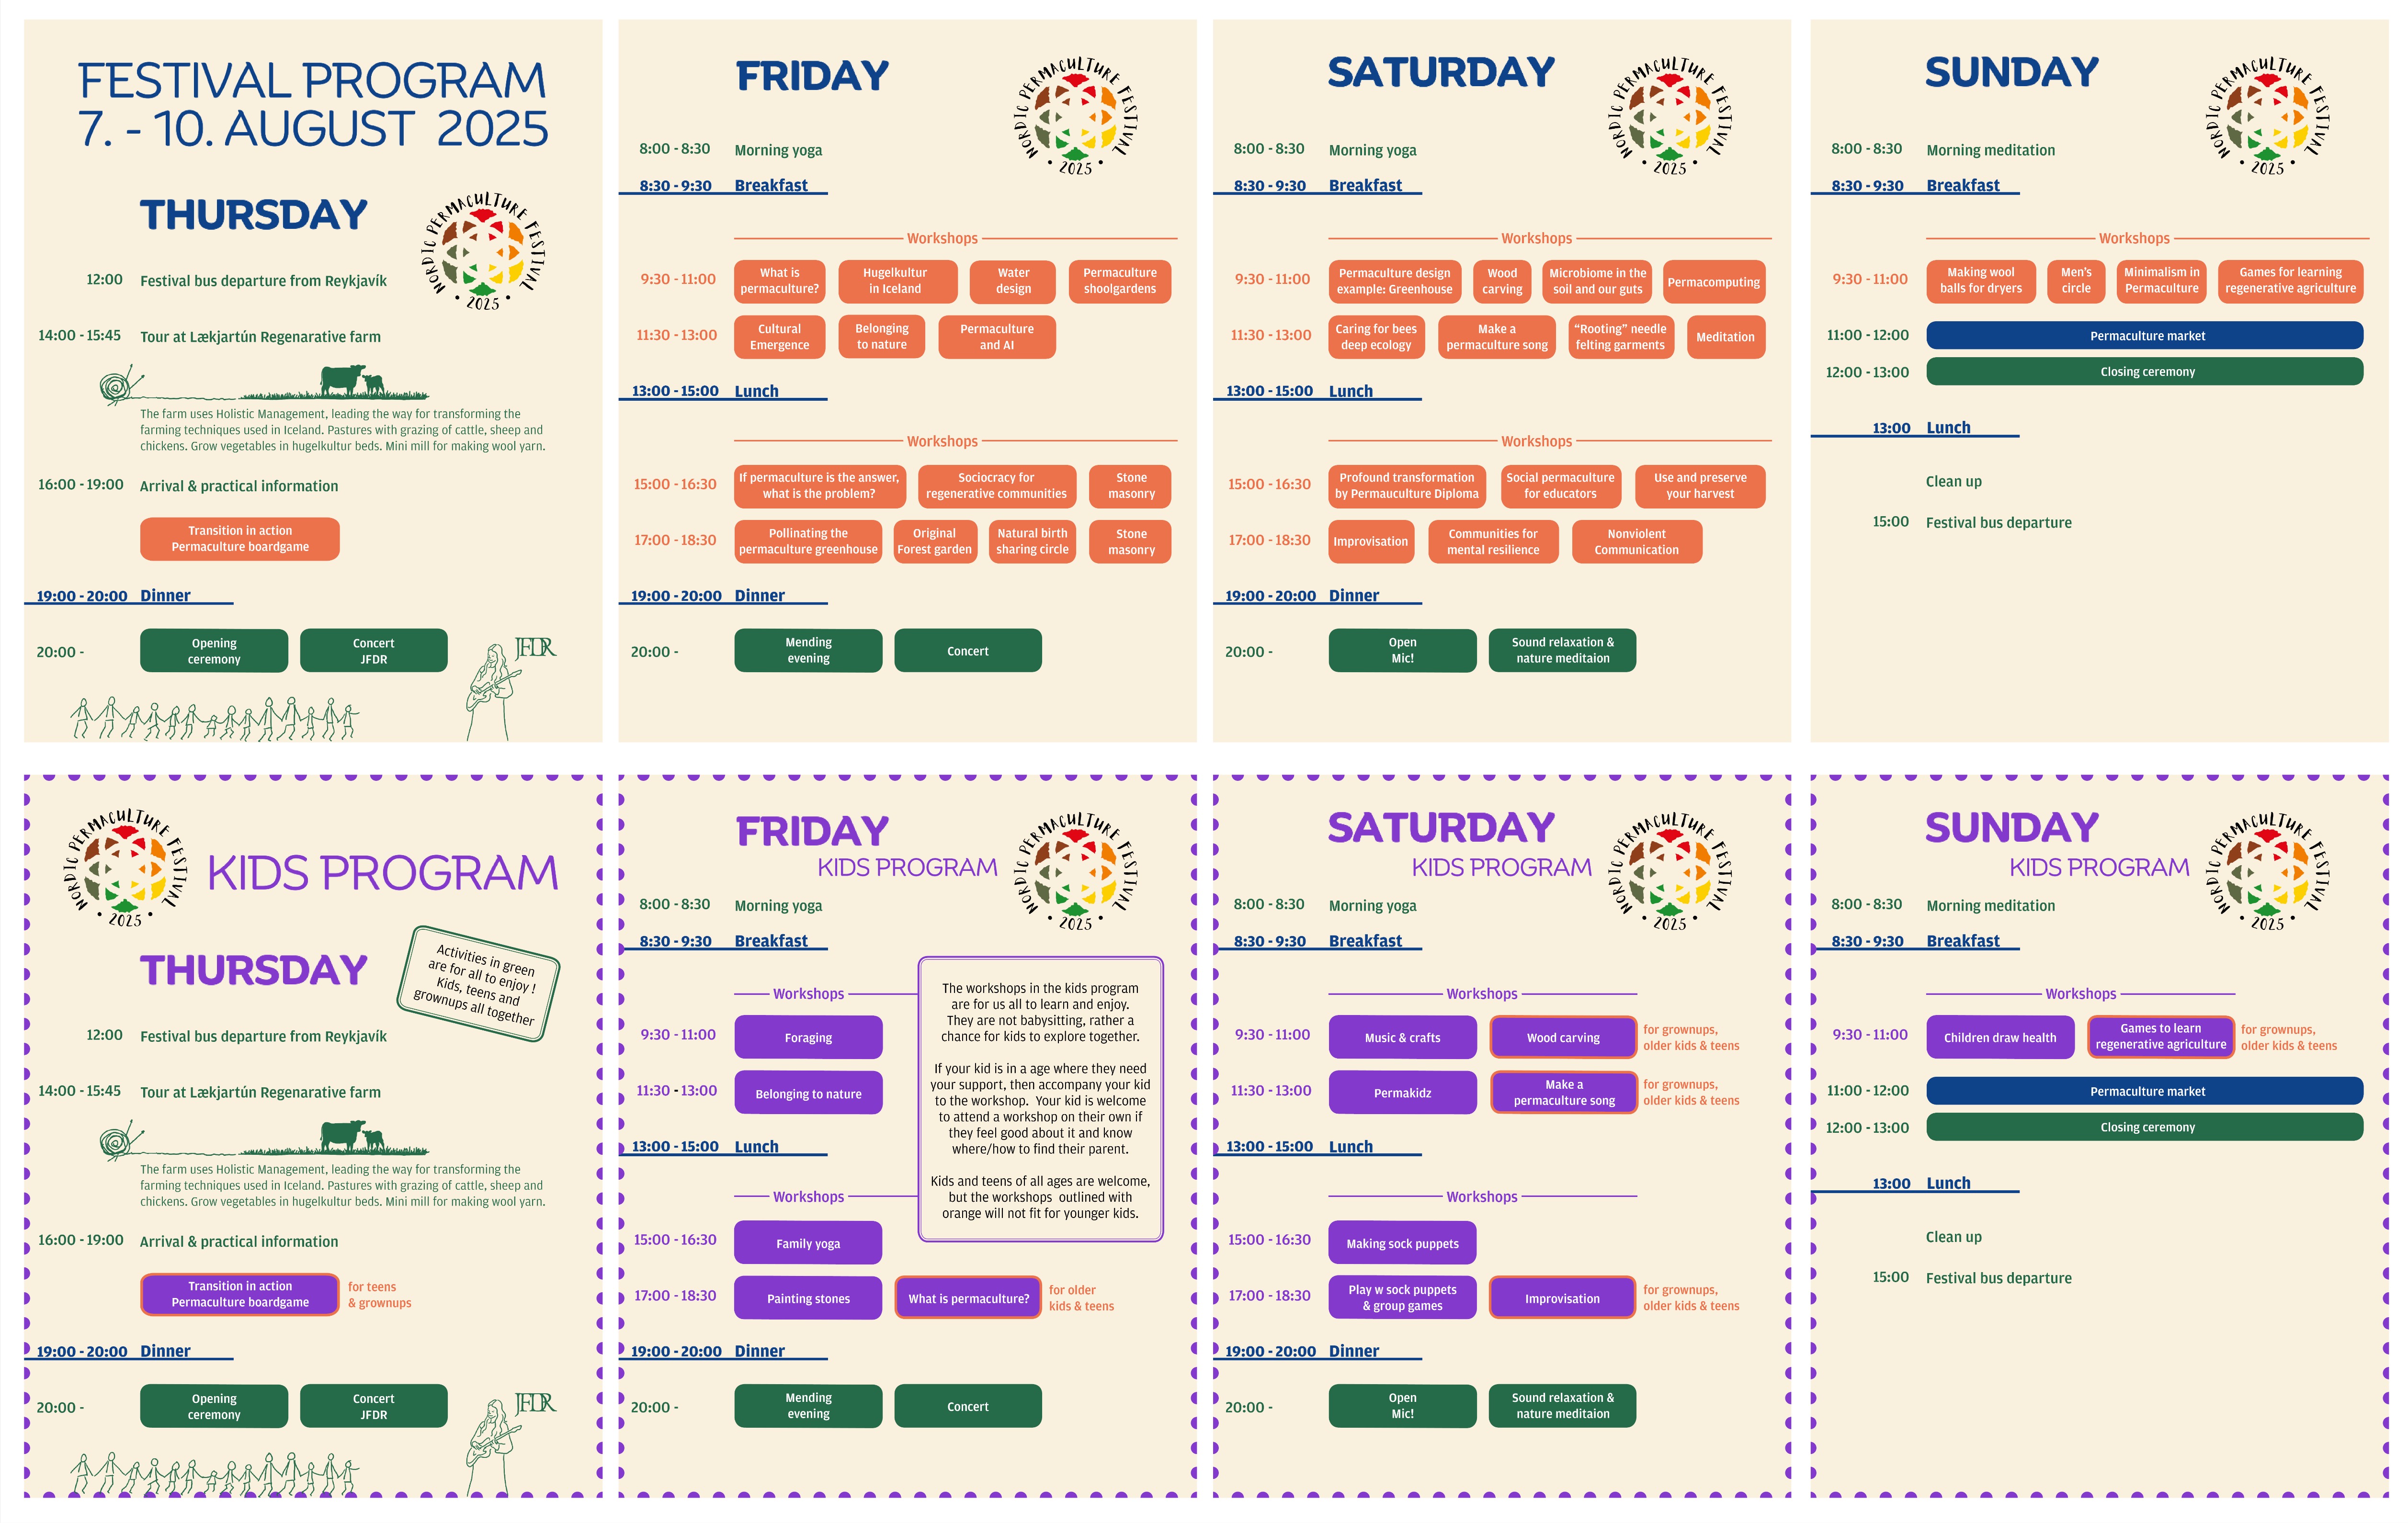 FESTIVAL PROGRAM
7. - 10. AUGUST 2025
THURSDAY
NORDIC PERMACULTURE FESTIVAL
• 2025 •
12:00 Festival bus departure from Reykjavík
14:00 - 15:45 Tour at Lækjartún Regenarative farm
The farm uses Holistic Management, leading the way for transforming the
farming techniques used in Iceland. Pastures with grazing of cattle, sheep and
chickens. Grow vegetables in hugelkultur beds. Mini mill for making wool yarn.
16:00 - 19:00 Arrival & practical information
Transition in action
Permaculture boardgame
19:00 - 20:00 Dinner
20:00 -
Opening
ceremony
Concert
JFDR
JFDR
FRIDAY
NORDIC PERMACULTURE FESTIVAL
• 2025 •
8:00 - 8:30 Morning yoga
8:30 - 9:30 Breakfast
Workshops
9:30 - 11:00
What is
permaculture?
Hugelkultur
in Iceland
Water
design
Permaculture
shoolgardens
11:30 - 13:00
Cultural
Emergence
Belonging
to nature
Permaculture
and AI
13:00 - 15:00 Lunch
Workshops
15:00 - 16:30
If permaculture is the answer,
what is the problem?
Sociocracy for
regenerative communities
Stone
masonry
17:00 - 18:30
Pollinating the
permaculture greenhouse
Original
Forest garden
Natural birth
sharing circle
Stone
masonry
19:00 - 20:00 Dinner
20:00 -
Mending
evening
Concert
SATURDAY
NORDIC PERMACULTURE FESTIVAL
• 2025 •
8:00 - 8:30 Morning yoga
8:30 - 9:30 Breakfast
Workshops
9:30 - 11:00
Permaculture design
example: Greenhouse
Wood
carving
Microbiome in the
soil and our guts
Permacomputing
11:30 - 13:00
Caring for bees
deep ecology
Make a
permaculture song
“Rooting” needle
felting garments
Meditation
13:00 - 15:00 Lunch
Workshops
15:00 - 16:30
Profound transformation
by Permauculture Diploma
Social permaculture
for educators
Use and preserve
your harvest
17:00 - 18:30
Improvisation
Communities for
mental resilience
Nonviolent
Communication
19:00 - 20:00 Dinner
20:00 -
Open
Mic!
Sound relaxation &
nature meditaion
SUNDAY
NORDIC PERMACULTURE FESTIVAL
• 2025 •
8:00 - 8:30 Morning meditation
8:30 - 9:30 Breakfast
Workshops
9:30 - 11:00
Making wool
balls for dryers
Men's
circle
Minimalism in
Permaculture
Games for learning
regenerative agriculture
11:00 - 12:00 Permaculture market
12:00 - 13:00 Closing ceremony
13:00 Lunch
Clean up
15:00 Festival bus departure
NORDIC PERMACULTURE FESTIVAL
• 2025 •
KIDS PROGRAM
THURSDAY
Activities in green
are for all to enjoy !
Kids, teens and
grownups all together
12:00 Festival bus departure from Reykjavík
14:00 - 15:45 Tour at Lækjartún Regenarative farm
The farm uses Holistic Management, leading the way for transforming the
farming techniques used in Iceland. Pastures with grazing of cattle, sheep and
chickens. Grow vegetables in hugelkultur beds. Mini mill for making wool yarn.
16:00 - 19:00 Arrival & practical information
Transition in action
Permaculture boardgame
for teens
& grownups
19:00 - 20:00 Dinner
20:00 -
Opening
ceremony
Concert
JFDR
JFDR
FRIDAY
KIDS PROGRAM
NORDIC PERMACULTURE FESTIVAL
• 2025 •
8:00 - 8:30 Morning yoga
8:30 - 9:30 Breakfast
Workshops
9:30 - 11:00 Foraging
11:30 - 13:00 Belonging to nature
13:00 - 15:00 Lunch
The workshops in the kids program
are for us all to learn and enjoy.
They are not babysitting, rather a
chance for kids to explore together.
If your kid is in a age where they need
your support, then accompany your kid
to the workshop. Your kid is welcome
to attend a workshop on their own if
they feel good about it and know
where/how to find their parent.
Kids and teens of all ages are welcome,
but the workshops outlined with
orange will not fit for younger kids.
Workshops
15:00 - 16:30 Family yoga
17:00 - 18:30 Painting stones
What is permaculture?
for older
kids & teens
19:00 - 20:00 Dinner
20:00 -
Mending
evening
Concert
SATURDAY
KIDS PROGRAM
NORDIC PERMACULTURE FESTIVAL
• 2025 •
8:00 - 8:30 Morning yoga
8:30 - 9:30 Breakfast
Workshops
9:30 - 11:00 Music & crafts
Wood carving
for grownups,
older kids & teens
11:30 - 13:00 Permakidz
Make a
permaculture song
for grownups,
older kids & teens
13:00 - 15:00 Lunch
Workshops
15:00 - 16:30 Making sock puppets
17:00 - 18:30
Play w sock puppets
& group games
Improvisation
for grownups,
older kids & teens
19:00 - 20:00 Dinner
20:00 -
Open
Mic!
Sound relaxation &
nature meditaion
SUNDAY
KIDS PROGRAM
NORDIC PERMACULTURE FESTIVAL
• 2025 •
8:00 - 8:30 Morning meditation
8:30 - 9:30 Breakfast
Workshops
9:30 - 11:00 Children draw health
Games to learn
regenerative agriculture
for grownups,
older kids & teens
11:00 - 12:00 Permaculture market
12:00 - 13:00 Closing ceremony
13:00 Lunch
Clean up
15:00 Festival bus departure